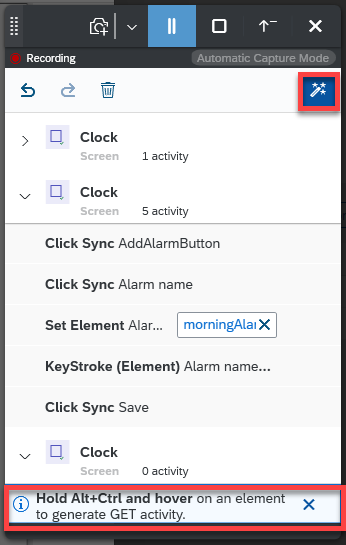 Recording Automatic Capture Mode
Clock
Screen 1 activity
Clock
Screen 5 activity
Click Sync AddAlarmButton
Click Sync Alarm name
Set Element Alar... morningAlar
KeyStroke (Element) Alarm name...
Click Sync Save
Clock
Screen 0 activity
Hold Alt+Ctrl and hover on an element
to generate GET activity.